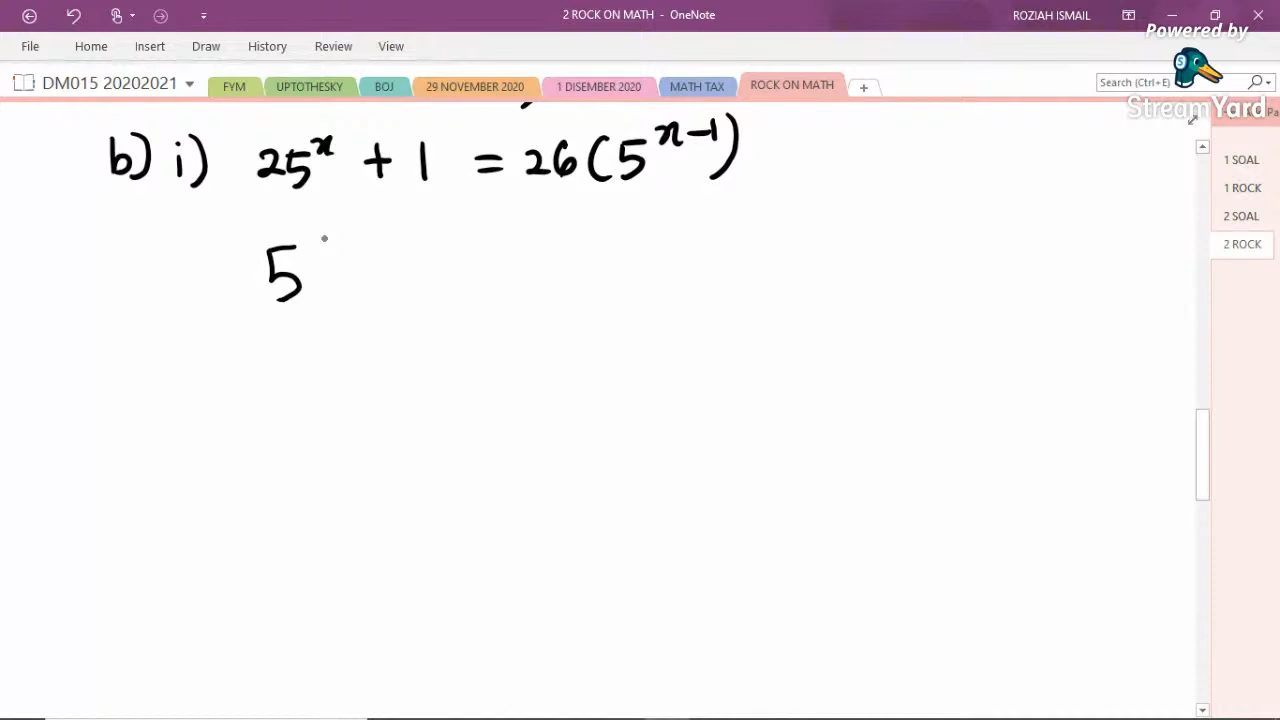 2 ROCK ON MATH - OneNote
ROZIAH ISMAIL
Powered by
File Home Insert Draw History Review View
DM015 20202021
FYM UPTOTHESKY BOJ 29 NOVEMBER 2020 1 DISEMBER 2020 MATH TAX ROCK ON MATH +
Search (Ctrl+E)
StreamYard
Pa
b) i) 25^x + 1 = 26(5^{x-1})
5
1 SOAL
1 ROCK
2 SOAL
2 ROCK